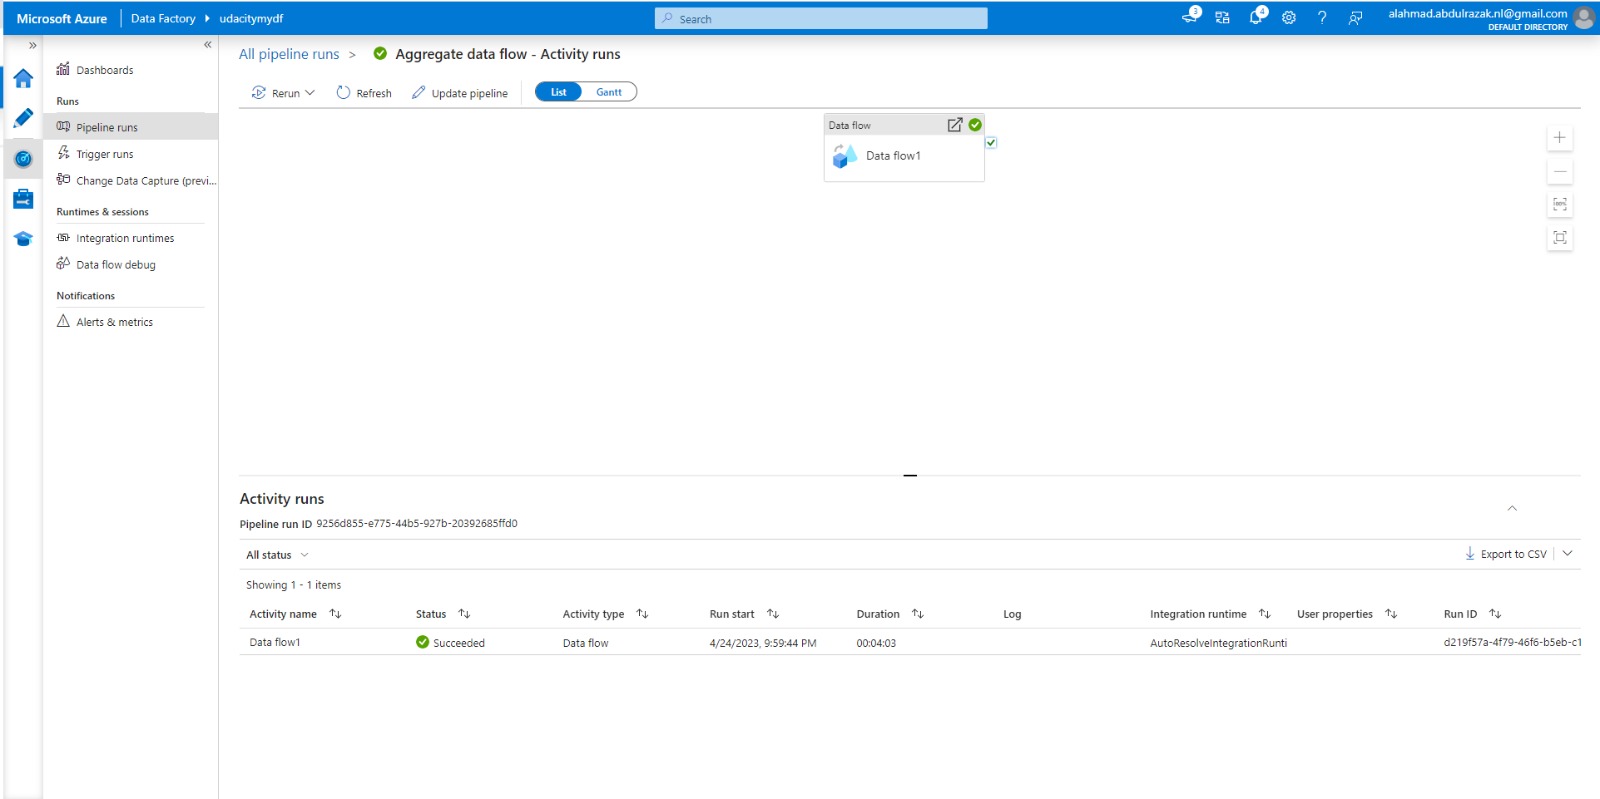 Microsoft Azure Data Factory udacitymydf Search 3 4 alahmad.abdulrazak.nl@gmail.com
DEFAULT DIRECTORY
Dashboards
Runs
Pipeline runs
Trigger runs
Change Data Capture (previ...
Runtimes & sessions
Integration runtimes
Data flow debug
Notifications
Alerts & metrics
All pipeline runs > Aggregate data flow - Activity runs
Rerun Refresh Update pipeline List Gantt
Data flow
Data flow1
Activity runs
Pipeline run ID 9256d855-e775-44b5-927b-20392685ffd0
All status Export to CSV
Showing 1 - 1 items
Activity name Status Activity type Run start Duration Log Integration runtime User properties Run ID
Data flow1 Succeeded Data flow 4/24/2023, 9:59:44 PM 00:04:03 AutoResolveIntegrationRunti d219f57a-4f79-46f6-b5eb-c1